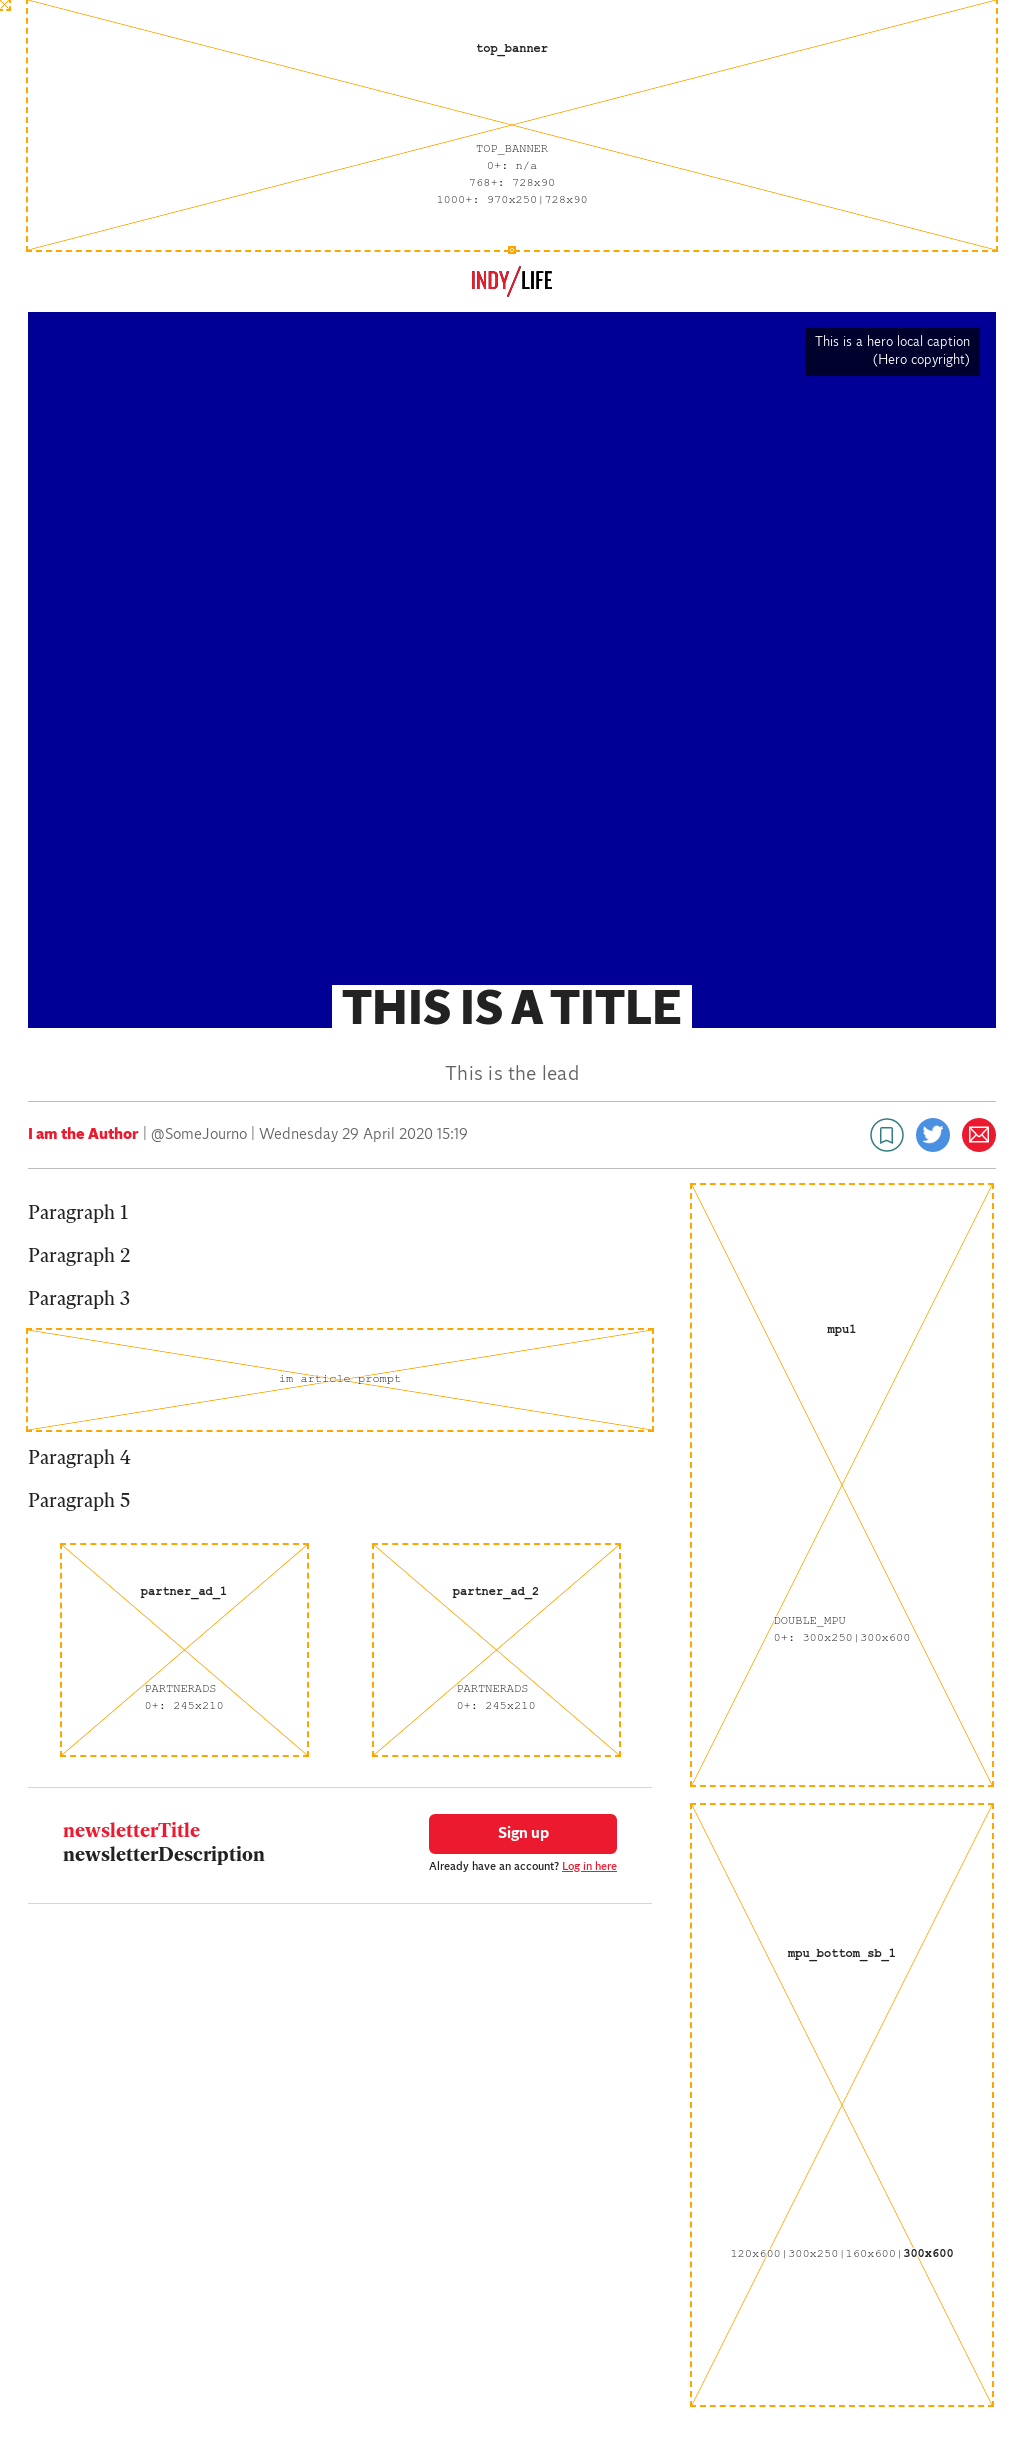 top_banner
TOP_BANNER
0+: n/a
768+: 728x90
1000+: 970x250|728x90
INDY/LIFE
This is a hero local caption
(Hero copyright)
THIS IS A TITLE
This is the lead
I am the Author | @SomeJourno | Wednesday 29 April 2020 15:19
Paragraph 1
Paragraph 2
Paragraph 3
im article prompt
Paragraph 4
Paragraph 5
partner_ad_1
PARTNERADS
0+: 245x210
partner_ad_2
PARTNERADS
0+: 245x210
newsletterTitle
newsletterDescription
Sign up
Already have an account? Log in here
mpu1
DOUBLE_MPU
0+: 300x250|300x600
mpu_bottom_sb_1
120x600|300x250|160x600|300x600